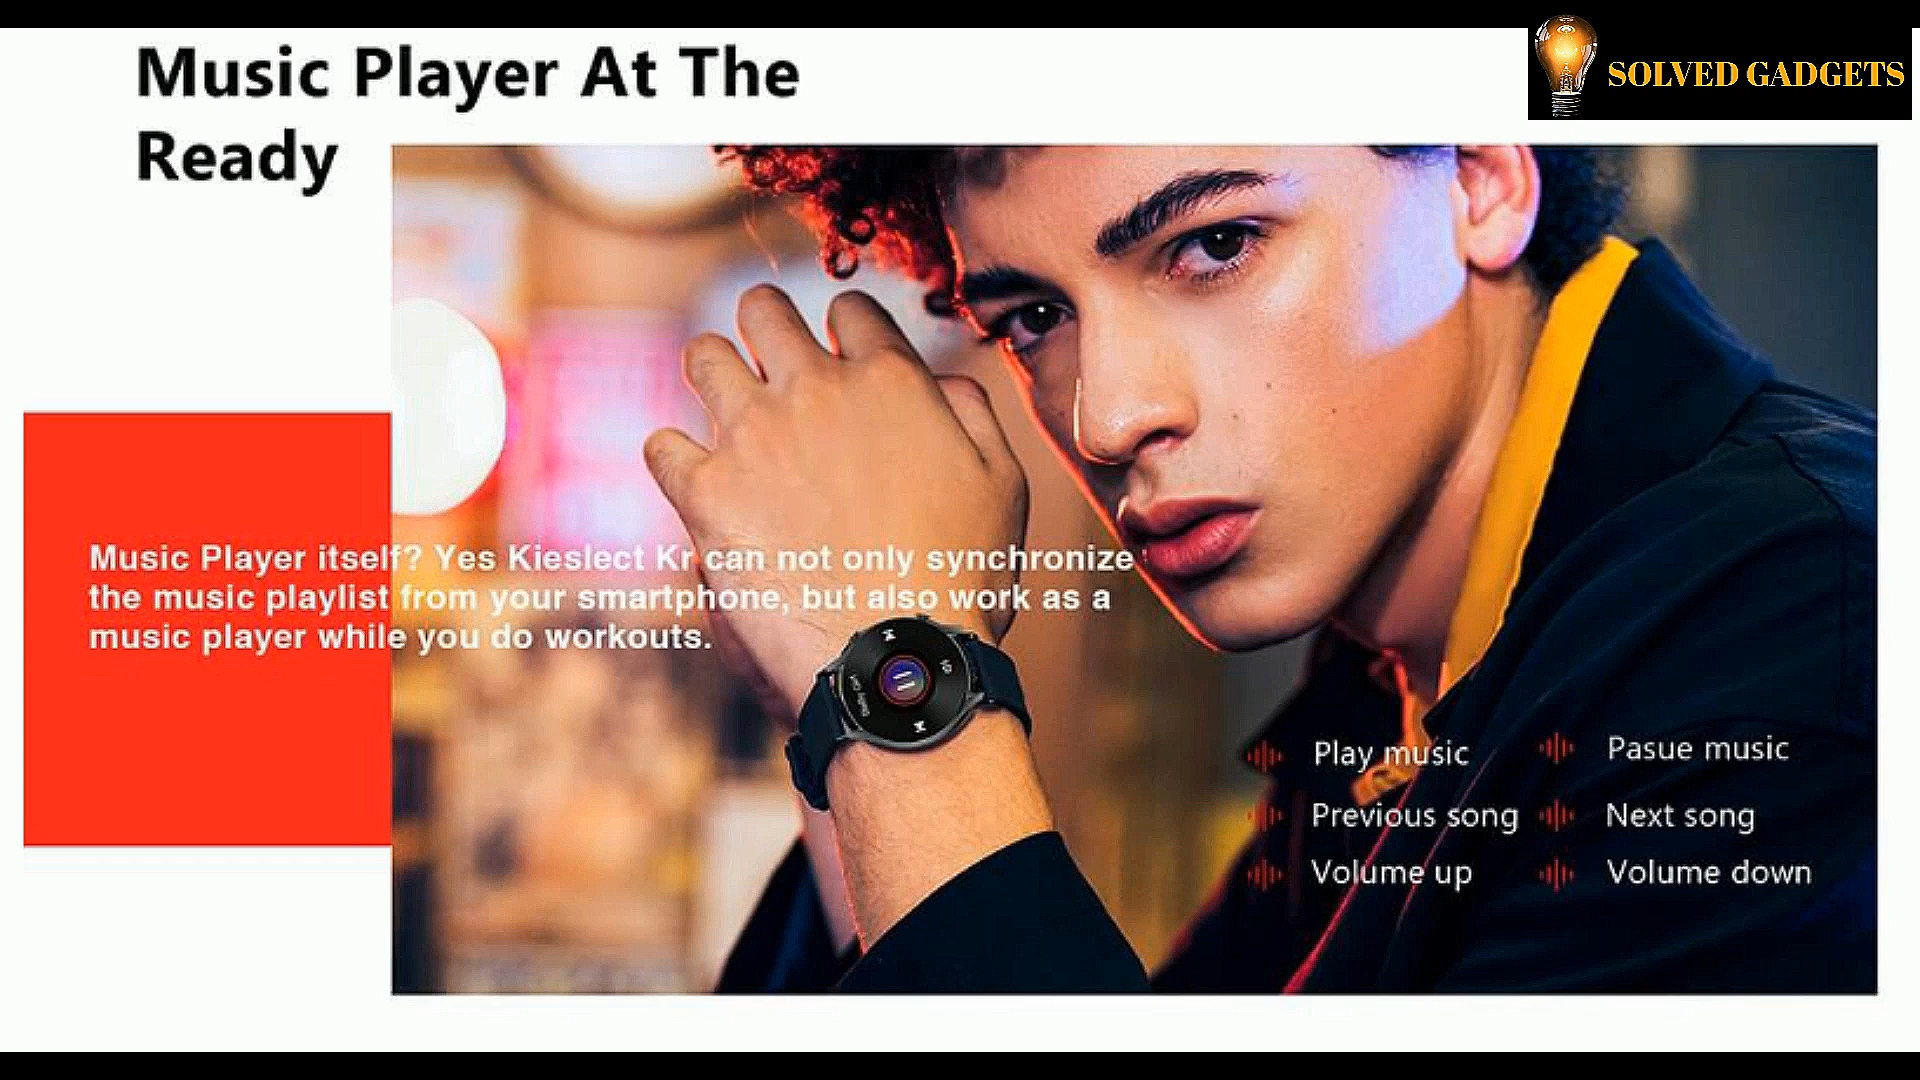 Music Player At The
Ready
SOLVED GADGETS
Music Player itself? Yes Kieslect Kr can not only synchronize
the music playlist from your smartphone, but also work as a
music player while you do workouts.
Play music
Pasue music
Previous song
Next song
Volume up
Volume down